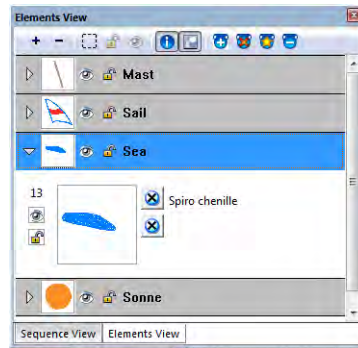 Elements View
Mast
Sail
Sea
13
Spiro chenille
Sonne
Sequence View
Elements View